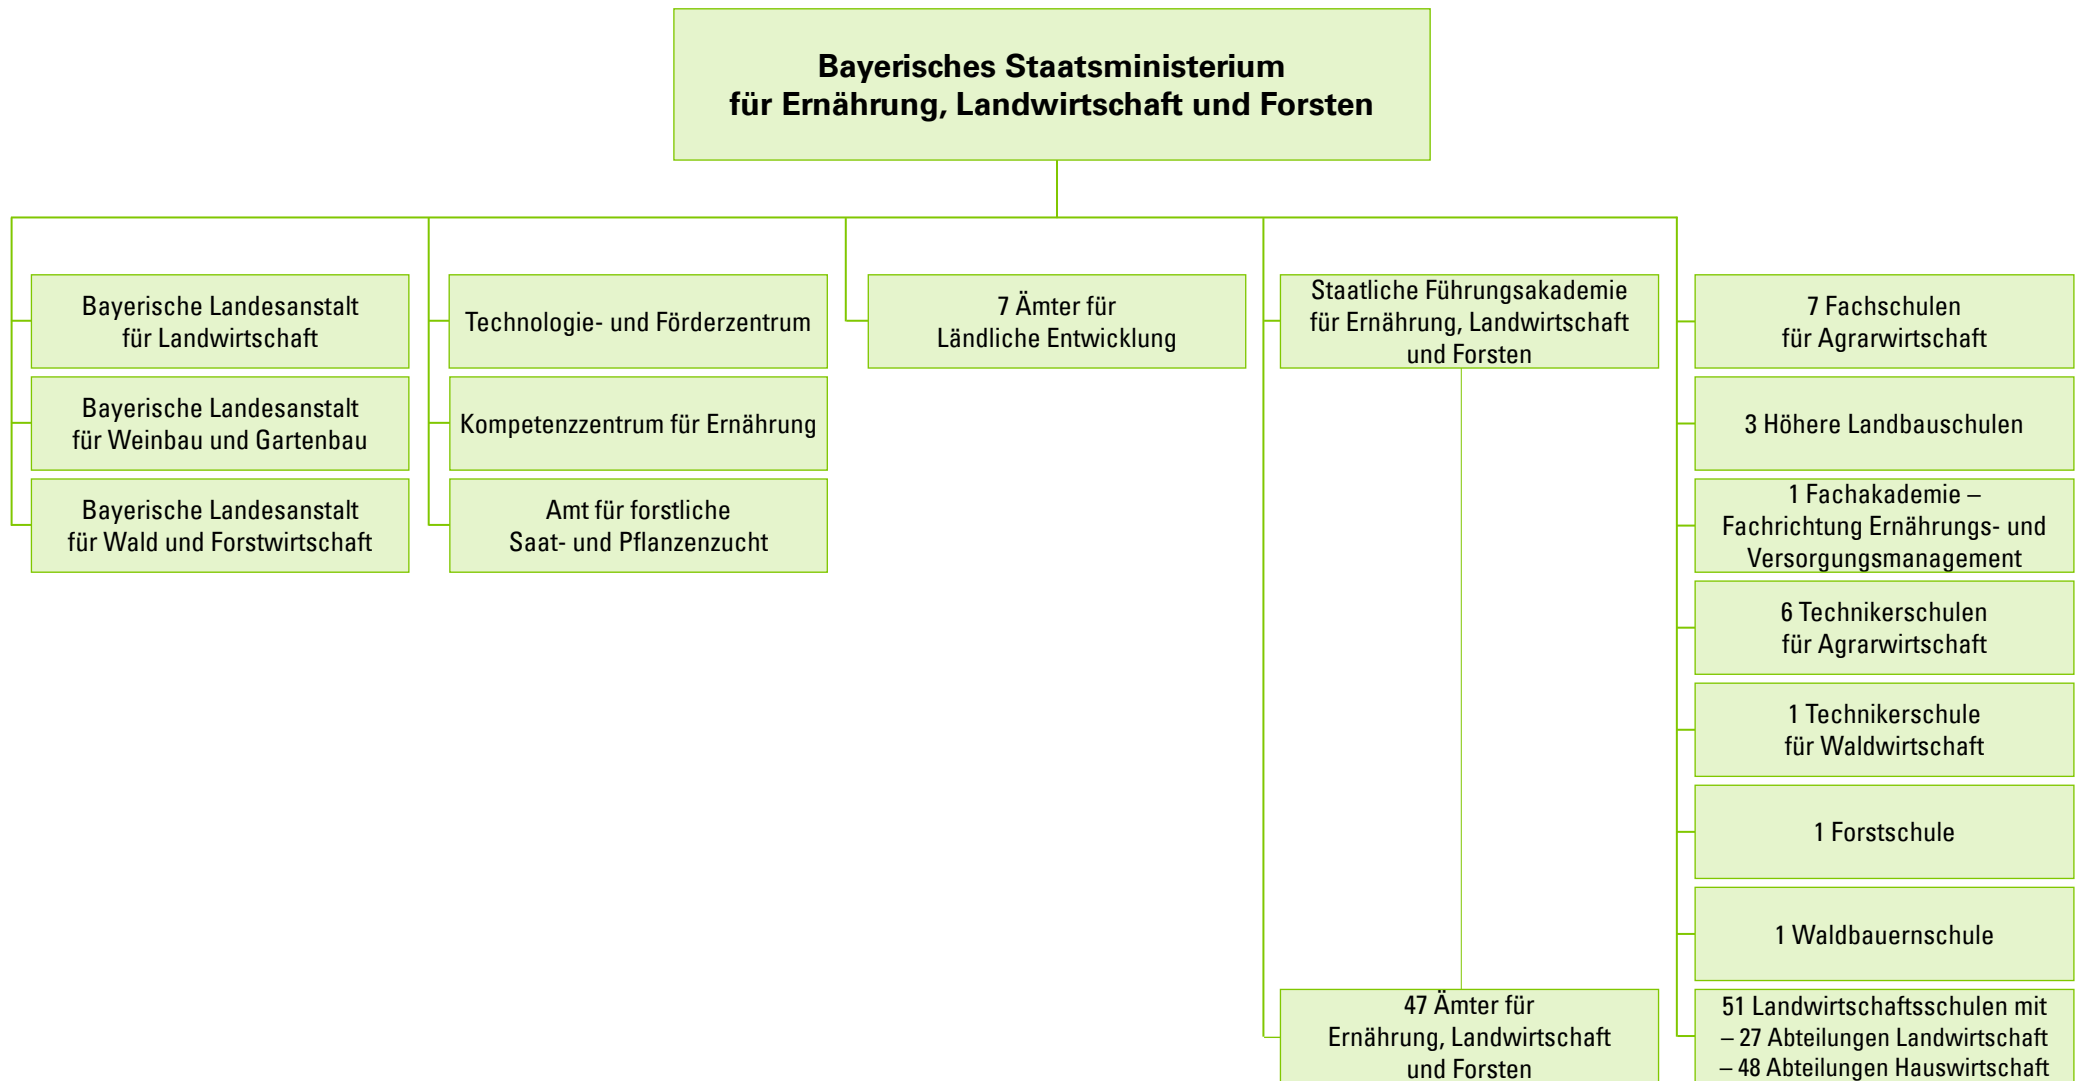 Bayerisches Staatsministerium
für Ernährung, Landwirtschaft und Forsten
Bayerische Landesanstalt
für Landwirtschaft
Bayerische Landesanstalt
für Weinbau und Gartenbau
Bayerische Landesanstalt
für Wald und Forstwirtschaft
Technologie- und Förderzentrum
Kompetenzzentrum für Ernährung
Amt für forstliche
Saat- und Pflanzenzucht
7 Ämter für
Ländliche Entwicklung
Staatliche Führungsakademie
für Ernährung, Landwirtschaft
und Forsten
47 Ämter für
Ernährung, Landwirtschaft
und Forsten
7 Fachschulen
für Agrarwirtschaft
3 Höhere Landbauschulen
1 Fachakademie –
Fachrichtung Ernährungs- und
Versorgungsmanagement
6 Technikerschulen
für Agrarwirtschaft
1 Technikerschule
für Waldwirtschaft
1 Forstschule
1 Waldbauernschule
51 Landwirtschaftsschulen mit
– 27 Abteilungen Landwirtschaft
– 48 Abteilungen Hauswirtschaft